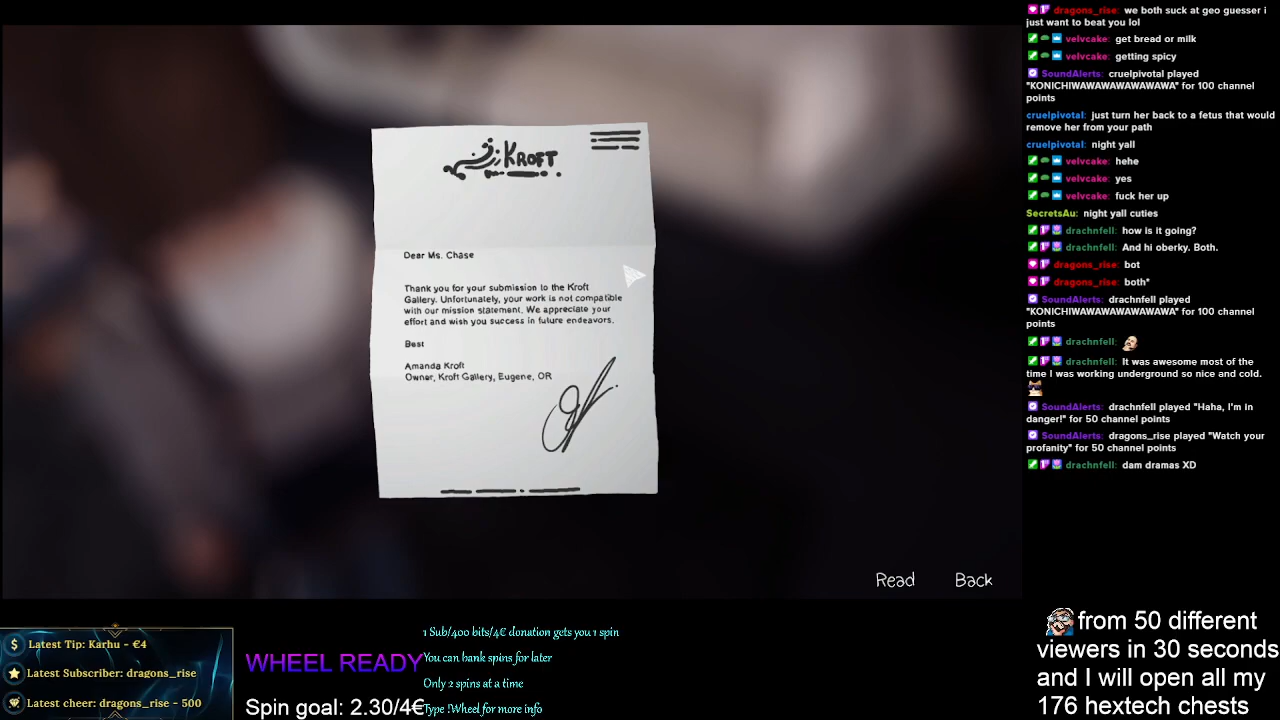 KROFT
Dear Ms. Chase
Thank you for your submission to the Kroft
Gallery. Unfortunately, your work is not compatible
with our mission statement. We appreciate your
effort and wish you success in future endeavors.
Best
Amanda Kroft
Owner, Kroft Gallery, Eugene, OR
Read
Back
dragons_rise: we both suck at geo guesser i
just want to beat you lol
velvcake: get bread or milk
velvcake: getting spicy
SoundAlerts: cruelpivotal played
"KONICHIWAWAWAWAWAWAWA" for 100 channel
points
cruelpivotal: just turn her back to a fetus that would
remove her from your path
cruelpivotal: night yall
velvcake: hehe
velvcake: yes
velvcake: fuck her up
SecretsAu: night yall cuties
drachnfell: how is it going?
drachnfell: And hi oberky. Both.
dragons_rise: bot
dragons_rise: both*
SoundAlerts: drachnfell played
"KONICHIWAWAWAWAWAWAWA" for 100 channel
points
drachnfell:
drachnfell: It was awesome most of the
time I was working underground so nice and cold.
SoundAlerts: drachnfell played "Haha, I'm in
danger!" for 50 channel points
SoundAlerts: dragons_rise played "Watch your
profanity" for 50 channel points
drachnfell: dam dramas XD
Latest Tip: Karhu - €4
Latest Subscriber: dragons_rise
Latest cheer: dragons_rise - 500
WHEEL READY
Spin goal: 2.30/4€
1 Sub/400 bits/4€ donation gets you 1 spin
You can bank spins for later
Only 2 spins at a time
Type !Wheel for more info
from 50 different
viewers in 30 seconds
and I will open all my
176 hextech chests